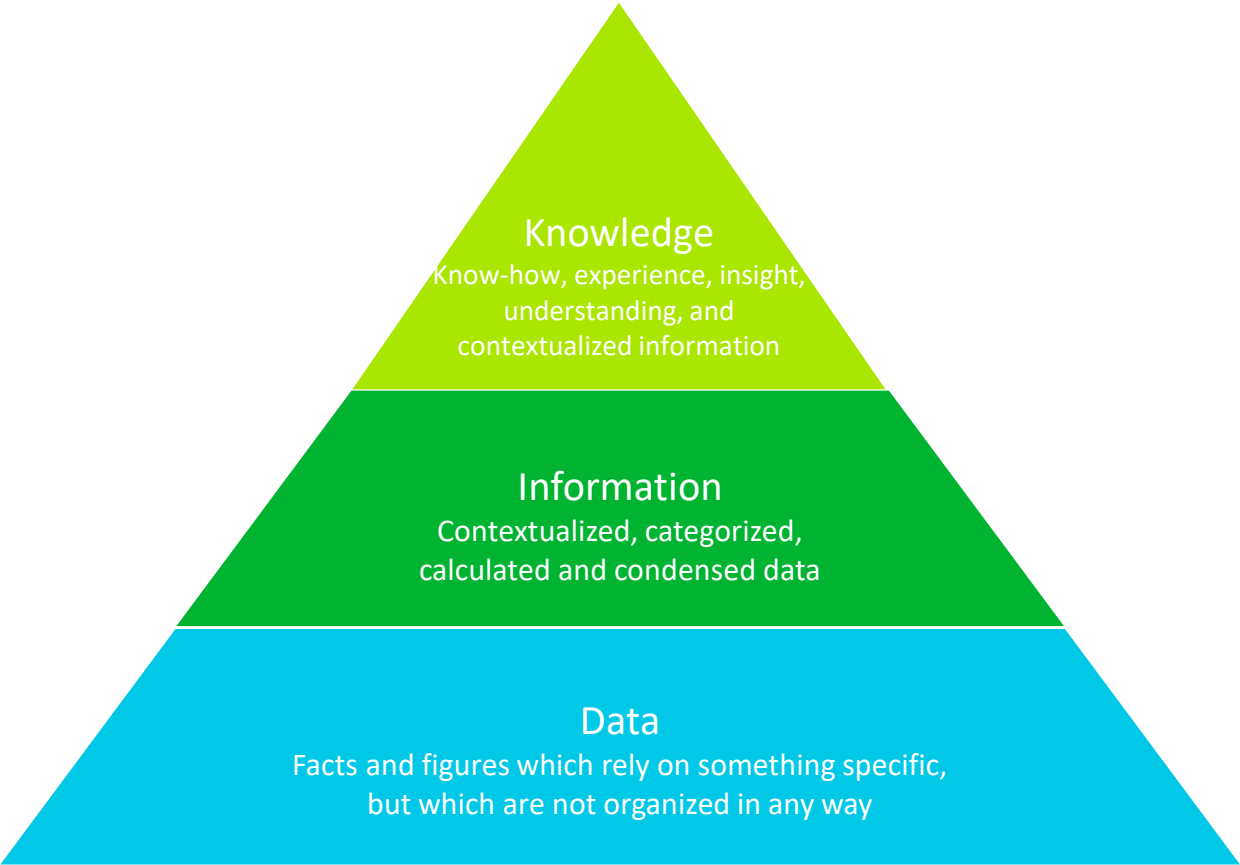 Knowledge
Know-how, experience, insight,
understanding, and
contextualized information
Information
Contextualized, categorized,
calculated and condensed data
Data
Facts and figures which rely on something specific,
but which are not organized in any way